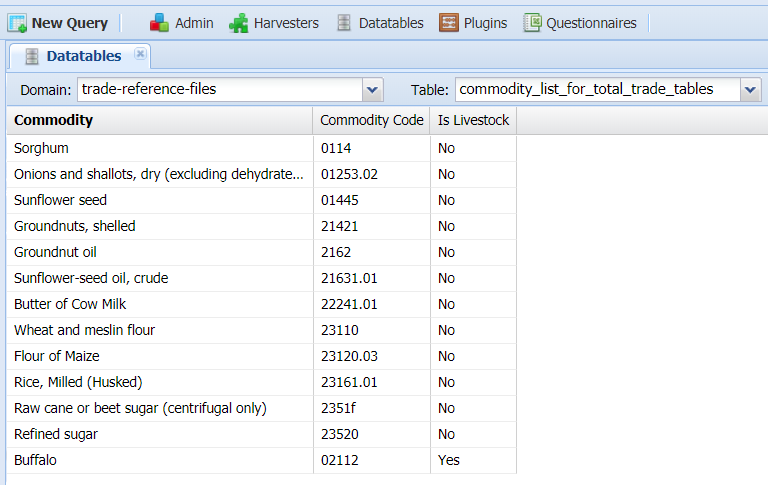 New Query Admin Harvesters Datatables Plugins Questionnaires
Datatables
Domain: trade-reference-files Table: commodity_list_for_total_trade_tables
Commodity Commodity Code Is Livestock
Sorghum 0114 No
Onions and shallots, dry (excluding dehydrate... 01253.02 No
Sunflower seed 01445 No
Groundnuts, shelled 21421 No
Groundnut oil 2162 No
Sunflower-seed oil, crude 21631.01 No
Butter of Cow Milk 22241.01 No
Wheat and meslin flour 23110 No
Flour of Maize 23120.03 No
Rice, Milled (Husked) 23161.01 No
Raw cane or beet sugar (centrifugal only) 2351f No
Refined sugar 23520 No
Buffalo 02112 Yes